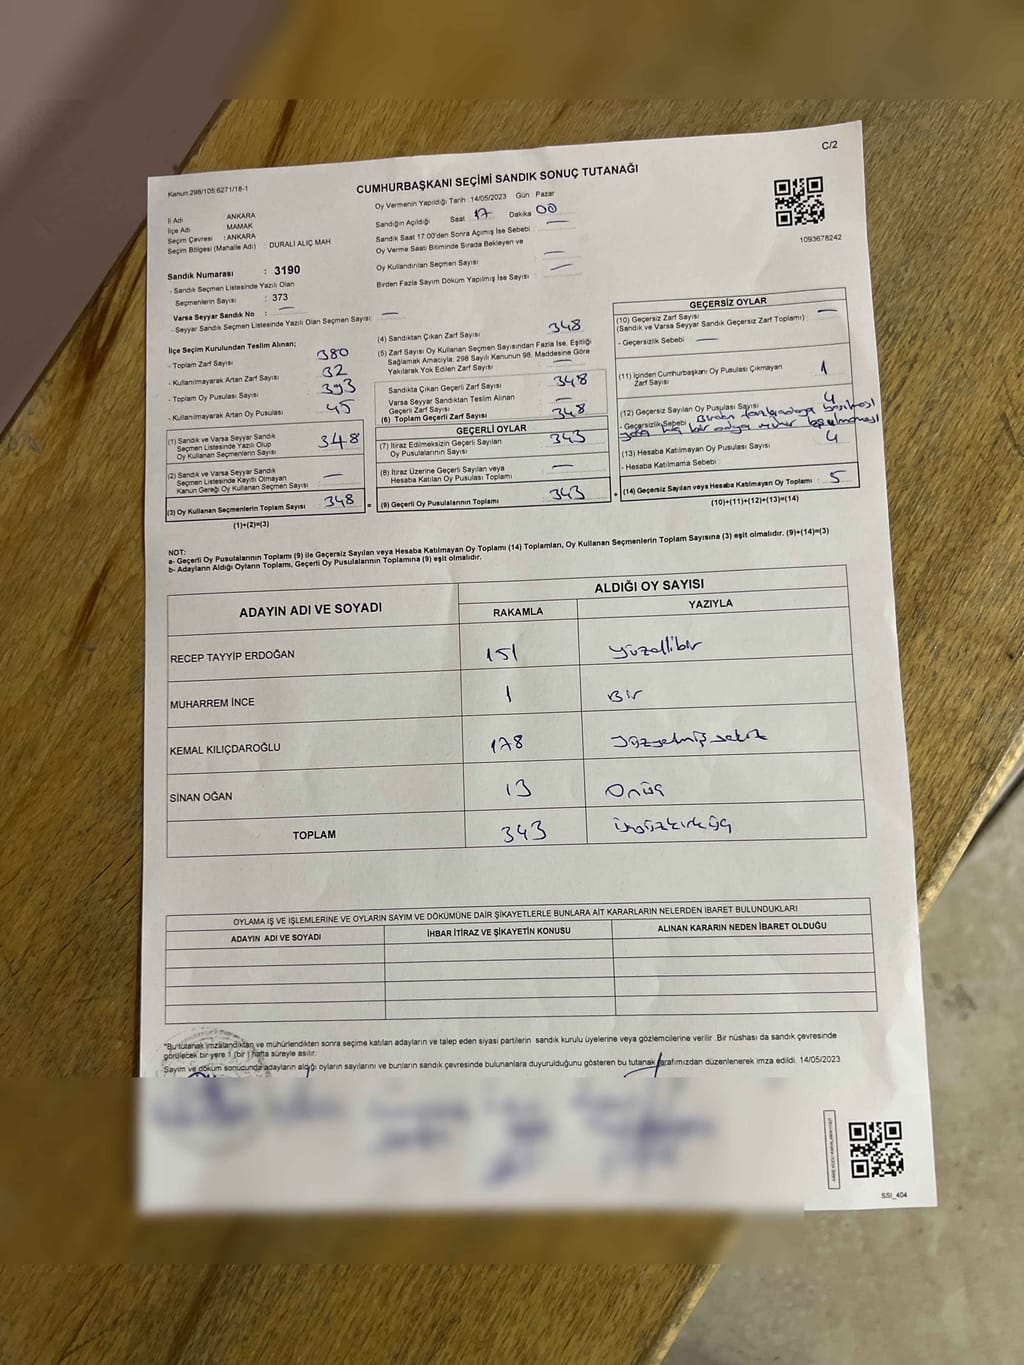 C/2
Kanun 298/105:6271/18-1
CUMHURBAŞKANI SEÇİMİ SANDIK SONUÇ TUTANAĞI
Oy Vermenin Yapıldığı Tarih :14/05/2023 Gün : Pazar
Sandığın Açıldığı Saat : 17 Dakika : 00
Sandık Saat 17:00'den Sonra Açımış İse Sebebi : —
Oy Verme Saati Bitiminde Sırada Bekleyen ve
Oy Kullandırılan Seçmen Sayısı : —
Birden Fazla Sayım Döküm Yapılmış İse Sayısı : —
1093678242
İl Adı : ANKARA
İlçe Adı : MAMAK
Seçim Çevresi : ANKARA
Seçim Bölgesi (Mahalle Adı) : DURALİ ALIÇ MAH.
Sandık Numarası : 3190
- Sandık Seçmen Listesinde Yazılı Olan
Seçmenlerin Sayısı : 373
Varsa Seyyar Sandık No : —
- Seyyar Sandık Seçmen Listesinde Yazılı Olan Seçmen Sayısı: —
İlçe Seçim Kurulundan Teslim Alınan;
- Toplam Zarf Sayısı : 380
- Kullanılmayarak Artan Zarf Sayısı : 32
- Toplam Oy Pusulası Sayısı : 393
- Kullanılmayarak Artan Oy Pusulası : 45
(1) Sandık ve Varsa Seyyar Sandık
Seçmen Listesinde Yazılı Olup
Oy Kullanan Seçmenlerin Sayısı : 348
(2) Sandık ve Varsa Seyyar Sandık
Seçmen Listesinde Kayıtlı Olmayan
Kanun Gereği Oy Kullanan Seçmen Sayısı : —
(3) Oy Kullanan Seçmenlerin Toplam Sayısı : 348
(1)+(2)=(3)
(4) Sandıktan Çıkan Zarf Sayısı : 348
(5) Zarf Sayısı Oy Kullanan Seçmen Sayısından Fazla İse, Eşitliği
Sağlamak Amacıyla, 298 Sayılı Kanunun 98. Maddesine Göre
Yakılarak Yok Edilen Zarf Sayısı : —
Sandıkta Çıkan Geçerli Zarf Sayısı : 348
Varsa Seyyar Sandıktan Teslim Alınan
Geçerli Zarf Sayısı : —
(6) Toplam Geçerli Zarf Sayısı : 348
GEÇERLİ OYLAR
(7) İtiraz Edilmeksizin Geçerli Sayılan
Oy Pusulalarının Sayısı : 343
(8) İtiraz Üzerine Geçerli Sayılan veya
Hesaba Katılan Oy Pusulası Toplamı : —
= (9) Geçerli Oy Pusulalarının Toplamı : 343 +
GEÇERSİZ OYLAR
(10) Geçersiz Zarf Sayısı : —
(Sandık ve Varsa Seyyar Sandık Geçersiz Zarf Toplamı) :
- Geçersizlik Sebebi : —
(11) İçinden Cumhurbaşkanı Oy Pusulası Çıkmayan
Zarf Sayısı : 1
(12) Geçersiz Sayılan Oy Pusulası Sayısı : 4
- Geçersizlik Sebebi : Birden fazla adaya basılması
yada hiç bir adaya mühür basılmaması
(13) Hesaba Katılmayan Oy Pusulası Sayısı : 4
- Hesaba Katılmama Sebebi :
(14) Geçersiz Sayılan veya Hesaba Katılmayan Oy Toplamı : 5
(10)+(11)+(12)+(13)=(14)
NOT:
a- Geçerli Oy Pusulalarının Toplamı (9) ile Geçersiz Sayılan veya Hesaba Katılmayan Oy Toplamı (14) Toplamları, Oy Kullanan Seçmenlerin Toplam Sayısına (3) eşit olmalıdır. (9)+(14)=(3)
b- Adayların Aldığı Oyların Toplamı, Geçerli Oy Pusulalarının Toplamına (9) eşit olmalıdır.
ADAYIN ADI VE SOYADI ALDIĞI OY SAYISI
RAKAMLA YAZIYLA
RECEP TAYYİP ERDOĞAN 151 yüzellibir
MUHARREM İNCE 1 Bir
KEMAL KILIÇDAROĞLU 178 yüzyetmişsekiz
SİNAN OĞAN 13 Onüç
TOPLAM 343 üçyüzkırküç
OYLAMA İŞ VE İŞLEMLERİNE VE OYLARIN SAYIM VE DÖKÜMÜNE DAİR ŞİKAYETLERLE BUNLARA AİT KARARLARIN NELERDEN İBARET BULUNDUKLARI
ADAYIN ADI VE SOYADI İHBAR İTİRAZ VE ŞİKAYETİN KONUSU ALINAN KARARIN NEDEN İBARET OLDUĞU
*Bu tutanak imzalandıktan ve mühürlendikten sonra seçime katılan adayların ve talep eden siyasi partilerin sandık kurulu üyelerine veya gözlemcilerine verilir .Bir nüshası da sandık çevresinde
görülecek bir yere 1 (bir ) hafta süreyle asılır.
Sayım ve döküm sonucunda adayların aldığı oyların sayılarını ve bunların sandık çevresinde bulunanlara duyurulduğunu gösteren bu tutanak tarafımızdan düzenlenerek imza edildi. 14/05/2023
SSİ_404